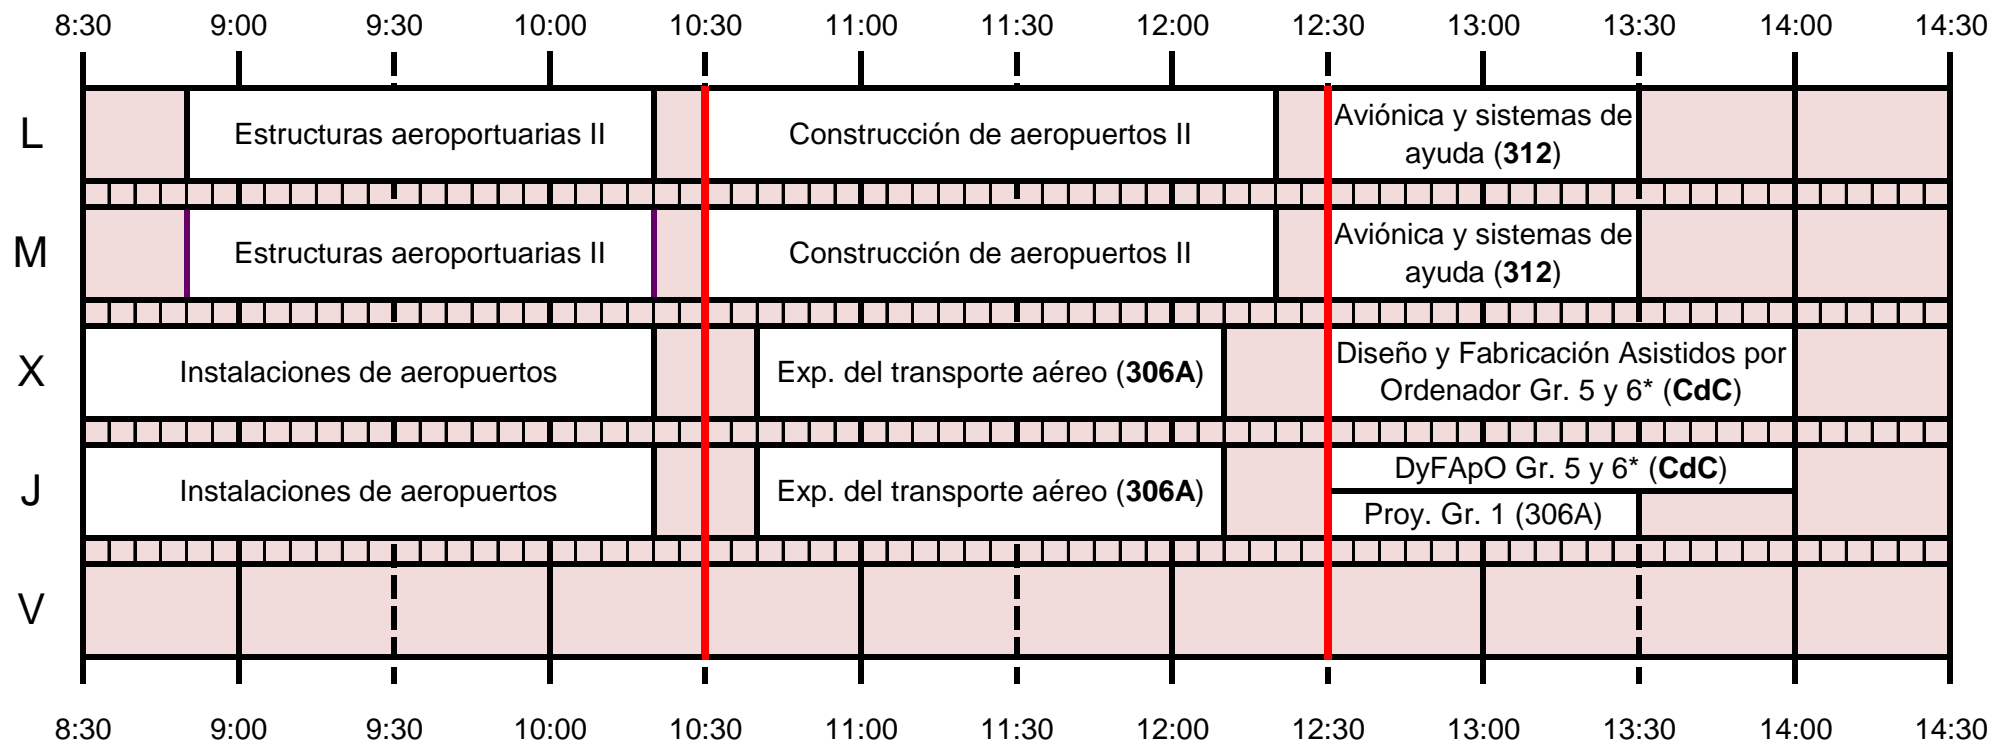 8:30 9:00 9:30 10:00 10:30 11:00 11:30 12:00 12:30 13:00 13:30 14:00 14:30
L
Estructuras aeroportuarias II
Construcción de aeropuertos II
Aviónica y sistemas de
ayuda (312)
M
Estructuras aeroportuarias II
Construcción de aeropuertos II
Aviónica y sistemas de
ayuda (312)
X
Instalaciones de aeropuertos
Exp. del transporte aéreo (306A)
Diseño y Fabricación Asistidos por
Ordenador Gr. 5 y 6* (CdC)
J
Instalaciones de aeropuertos
Exp. del transporte aéreo (306A)
DyFApO Gr. 5 y 6* (CdC)
Proy. Gr. 1 (306A)
V
8:30 9:00 9:30 10:00 10:30 11:00 11:30 12:00 12:30 13:00 13:30 14:00 14:30